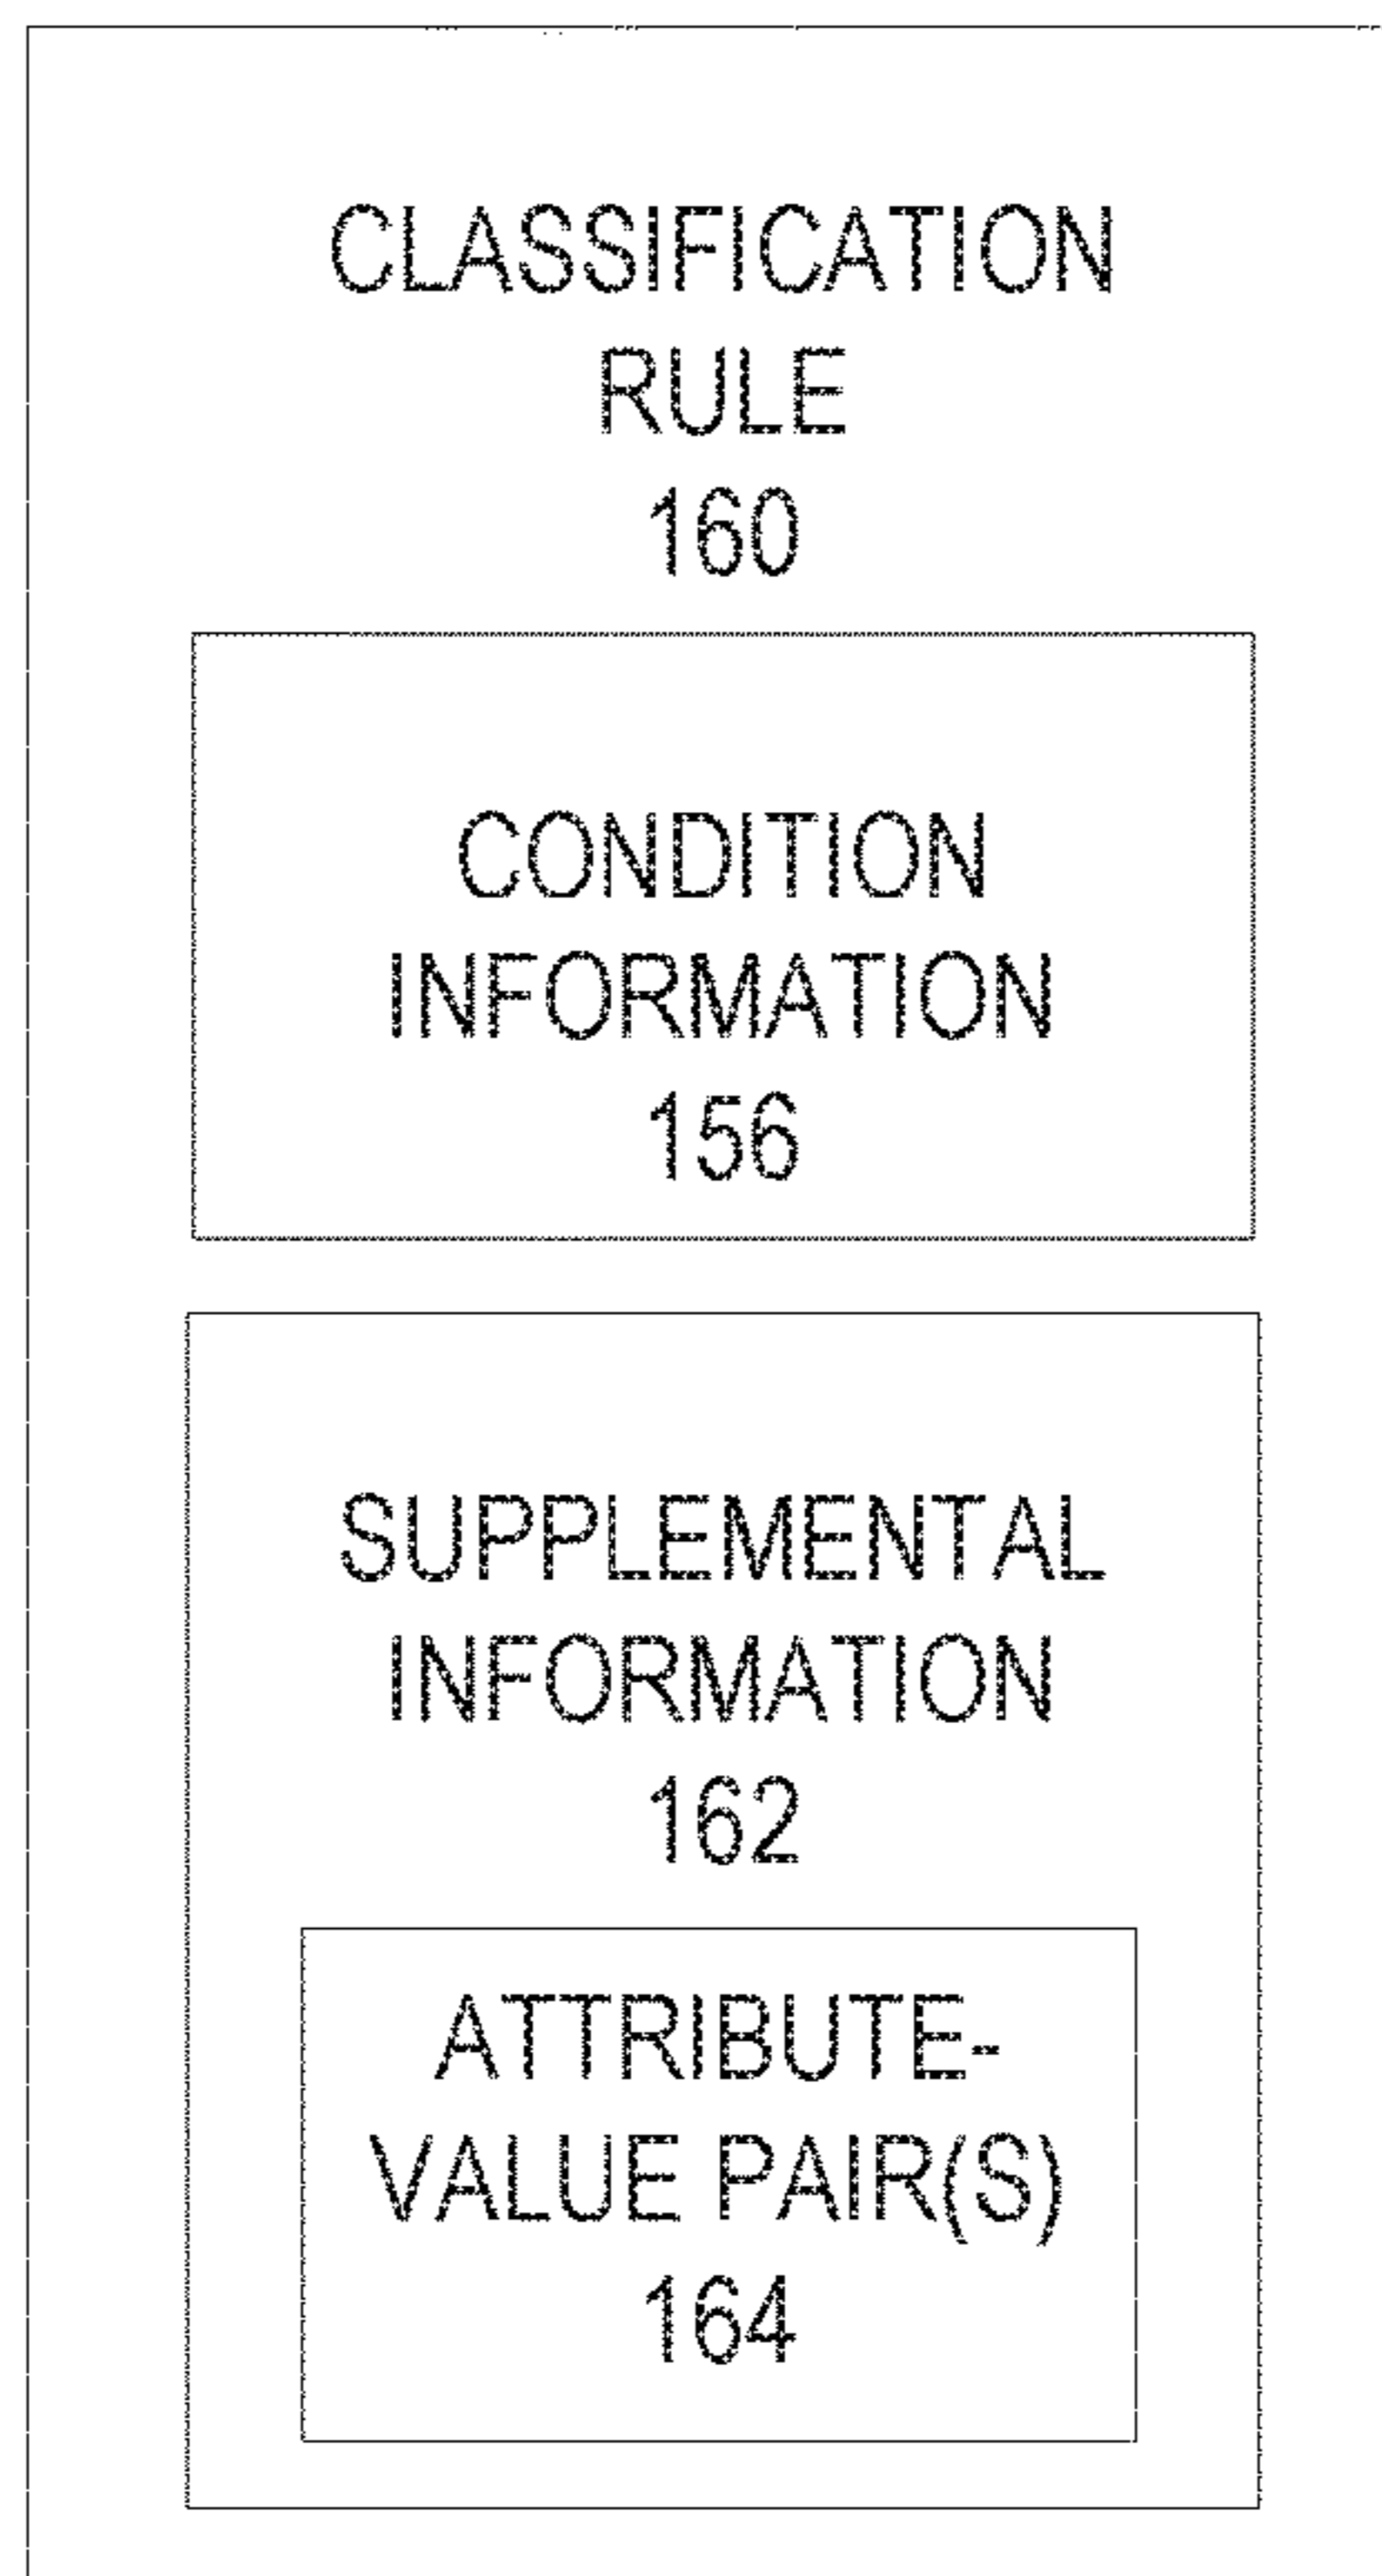 CLASSIFICATION
RULE
160
CONDITION
INFORMATION
156
SUPPLEMENTAL
INFORMATION
162
ATTRIBUTE-
VALUE PAIR(S)
164